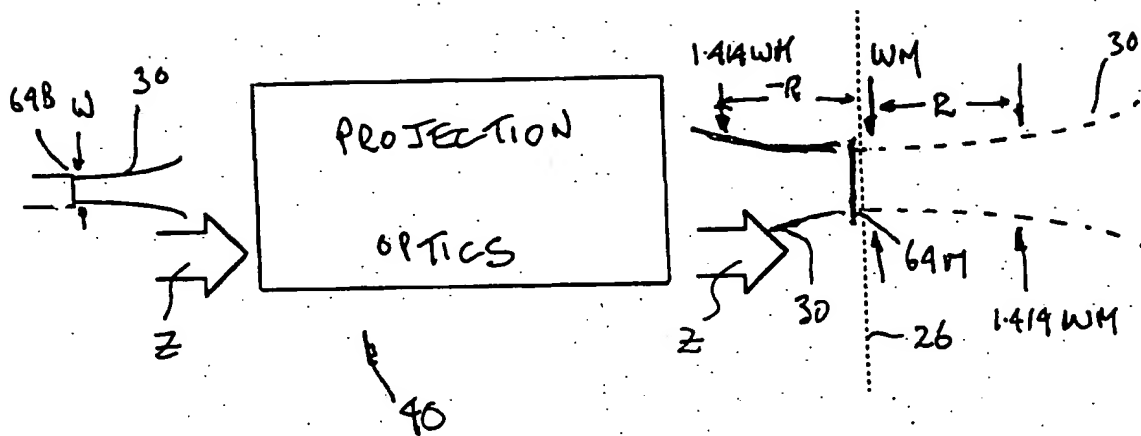 64B
W
30
Z
PROJECTION
OPTICS
40
1.414WM
-R
WM
R
30
Z
30
64M
1.414 WM
26